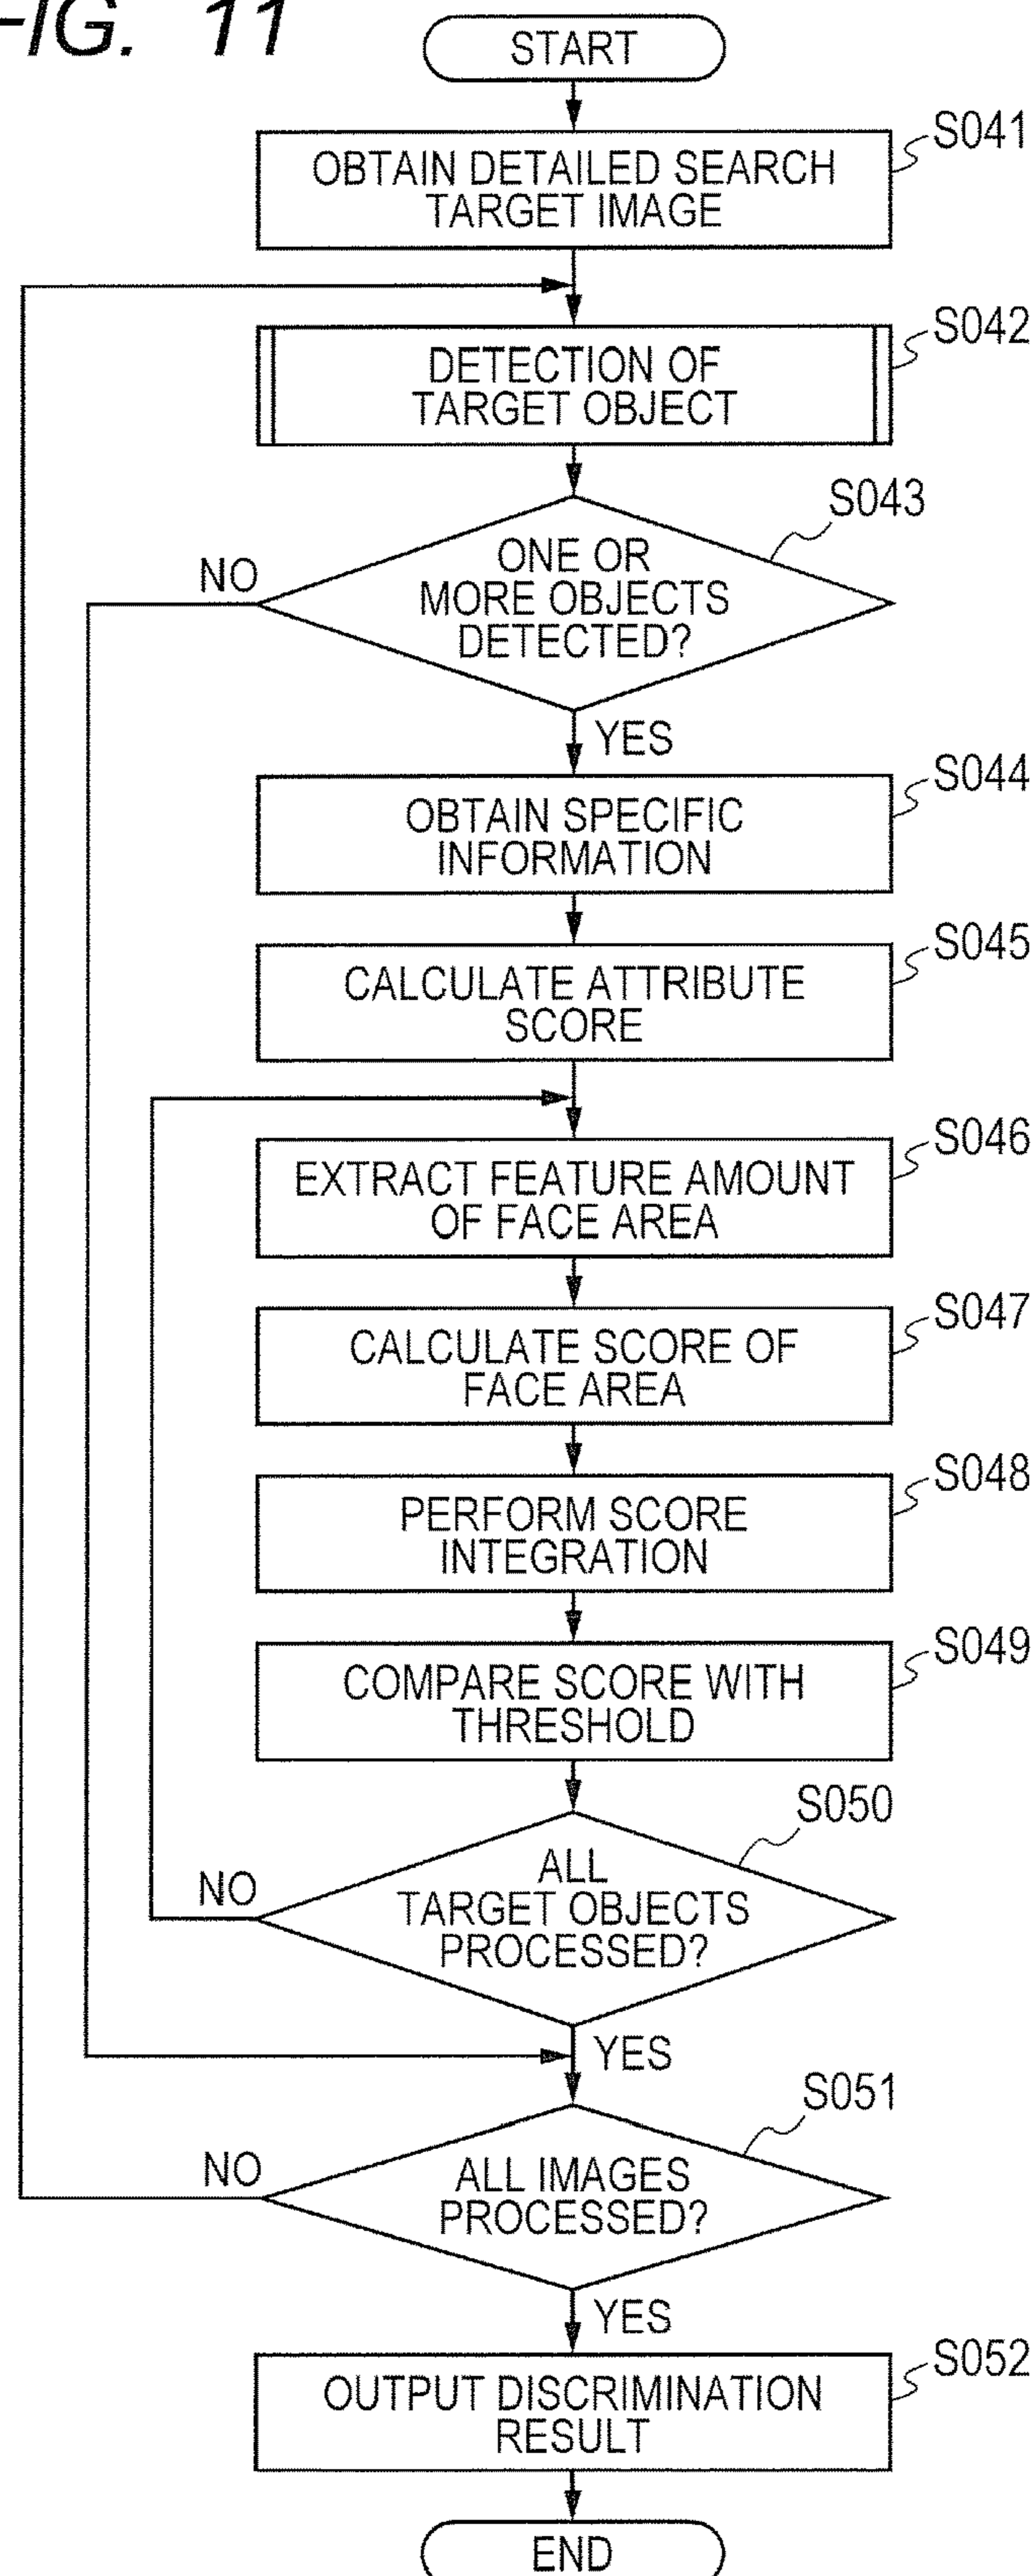 FIG. 11
START
S041
OBTAIN DETAILED SEARCH
TARGET IMAGE
S042
DETECTION OF
TARGET OBJECT
S043
ONE OR
MORE OBJECTS
DETECTED?
NO
YES
S044
OBTAIN SPECIFIC
INFORMATION
S045
CALCULATE ATTRIBUTE
SCORE
S046
EXTRACT FEATURE AMOUNT
OF FACE AREA
S047
CALCULATE SCORE OF
FACE AREA
S048
PERFORM SCORE
INTEGRATION
S049
COMPARE SCORE WITH
THRESHOLD
S050
ALL
TARGET OBJECTS
PROCESSED?
NO
YES
S051
ALL IMAGES
PROCESSED?
NO
YES
S052
OUTPUT DISCRIMINATION
RESULT
END